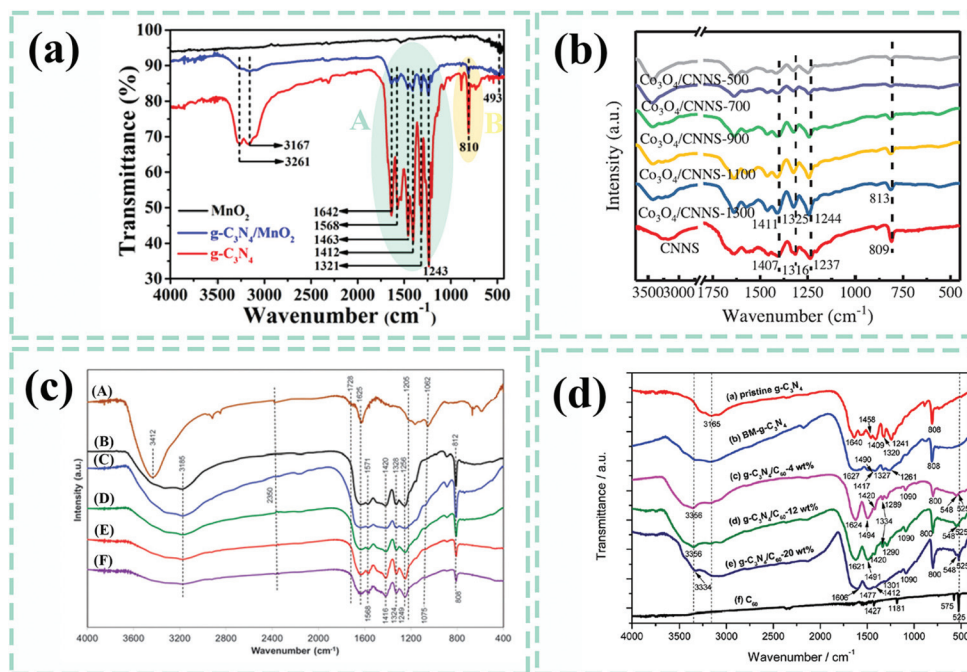 (a)
Transmittance (%)
100
90
80
70
60
50
40
30
A
B
493
810
3167
3261
MnO₂
g-C₃N₄/MnO₂
g-C₃N₄
1642
1568
1463
1412
1321
1243
4000 3500 3000 2500 2000 1500 1000 500
Wavenumber (cm⁻¹)
(b)
Intensity (a.u.)
Co₃O₄/CNNS-500
Co₃O₄/CNNS-700
Co₃O₄/CNNS-900
Co₃O₄/CNNS-1100
Co₃O₄/CNNS-1300
CNNS
1411 1325 1244
813
1407 1316 1237
809
3500 3000 1750 1500 1250 1000 750 500
Wavenumber (cm⁻¹)
(c)
Intensity (a.u.)
(A)
(B)
(C)
(D)
(E)
(F)
3412
3185
2350
1728
1625
1205
1062
1571
1420
1328
1256
812
1568
1416
1324
1249
1075
808
4000 3600 3200 2800 2400 2000 1600 1200 800 400
Wavenumber (cm⁻¹)
(d)
Transmittance / a.u.
(a) pristine g-C₃N₄
3165
1640
1458
1409
1320
1241
808
(b) BM-g-C₃N₄
1627
1490
1417
1327
1261
808
(c) g-C₃N₄/C₆₀-4 wt%
3356
1624
1494
1420
1334
1289
1090
800
548
525
(d) g-C₃N₄/C₆₀-12 wt%
3356
1621
1491
1420
1290
1090
800
548
525
(e) g-C₃N₄/C₆₀-20 wt%
3334
1606
1477
1412
1301
1090
800
548
525
(f) C₆₀
1427
1181
575
525
4000 3500 3000 2500 2000 1500 1000 500
Wavenumber / cm⁻¹